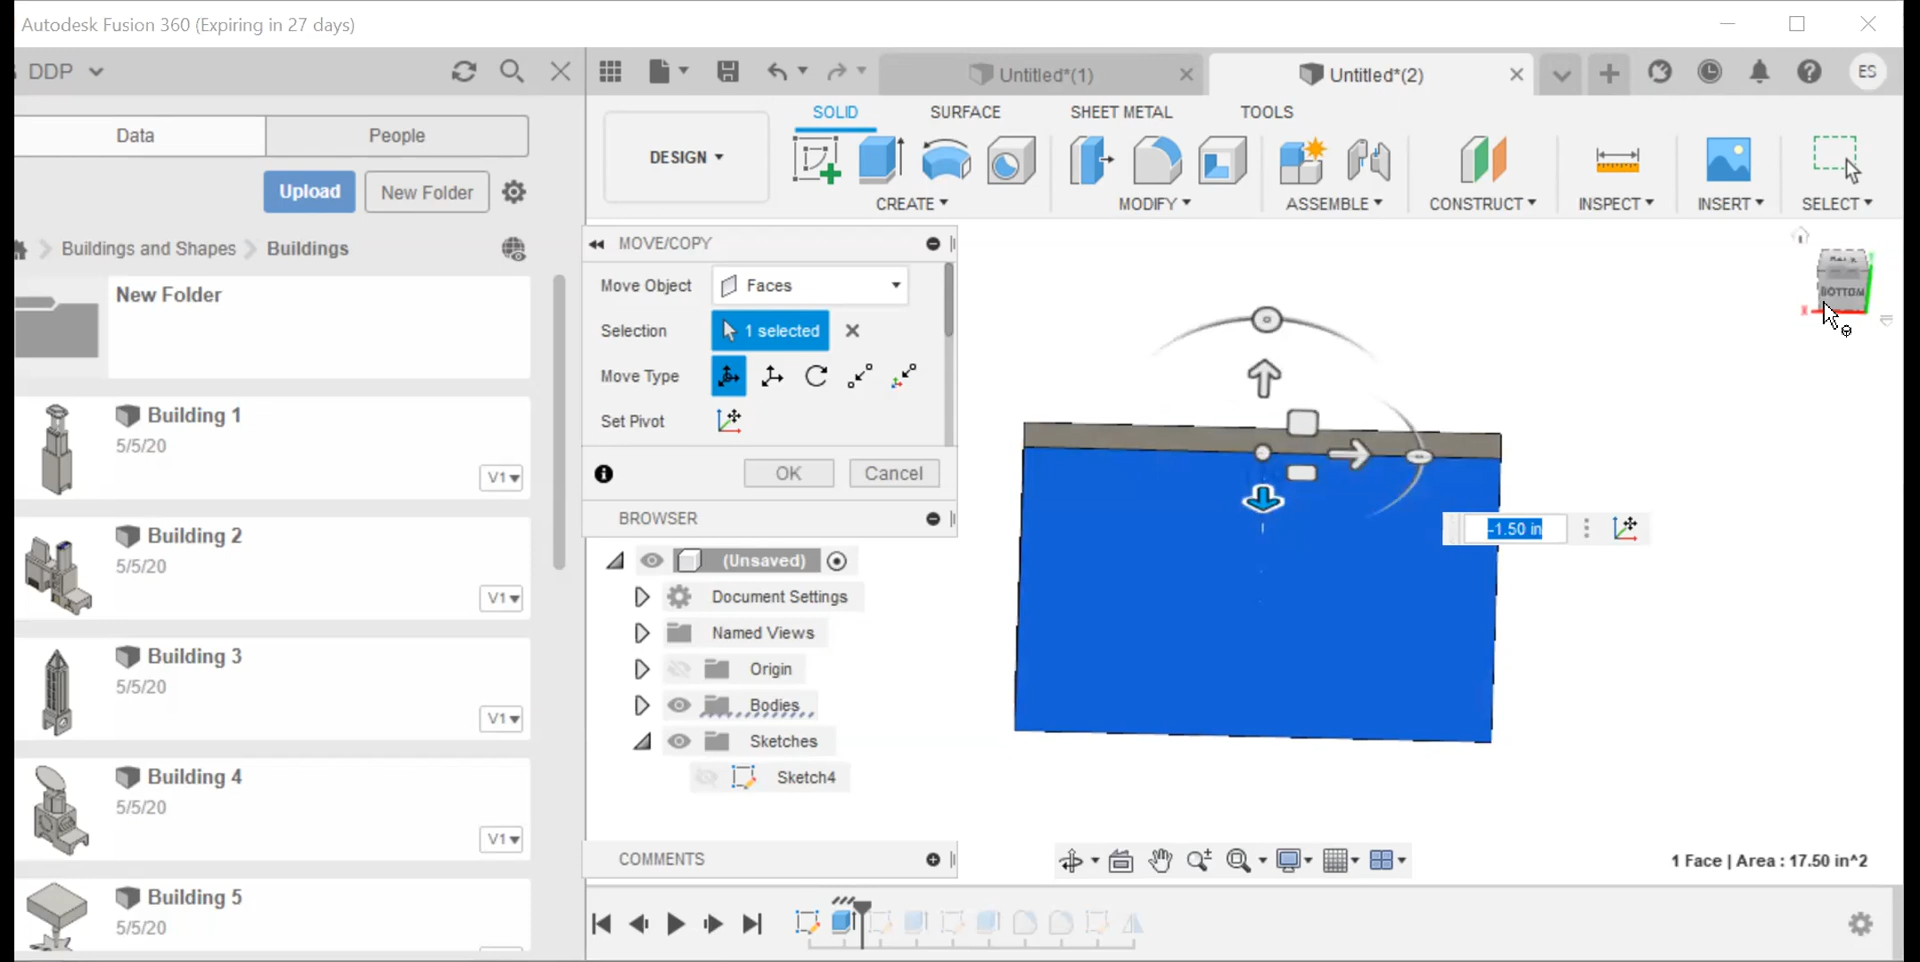 Autodesk Fusion 360 (Expiring in 27 days)
DDP
Untitled*(1)
Untitled*(2)
ES
Data
People
Upload
New Folder
Buildings and Shapes
Buildings
New Folder
Building 1
5/5/20
V1
Building 2
5/5/20
V1
Building 3
5/5/20
V1
Building 4
5/5/20
V1
Building 5
5/5/20
DESIGN
SOLID
SURFACE
SHEET METAL
TOOLS
CREATE
MODIFY
ASSEMBLE
CONSTRUCT
INSPECT
INSERT
SELECT
MOVE/COPY
Move Object
Faces
Selection
1 selected
Move Type
Set Pivot
OK
Cancel
BROWSER
(Unsaved)
Document Settings
Named Views
Origin
Bodies
Sketches
Sketch4
COMMENTS
BOTTOM
X
-1.50 in
1 Face | Area : 17.50 in^2